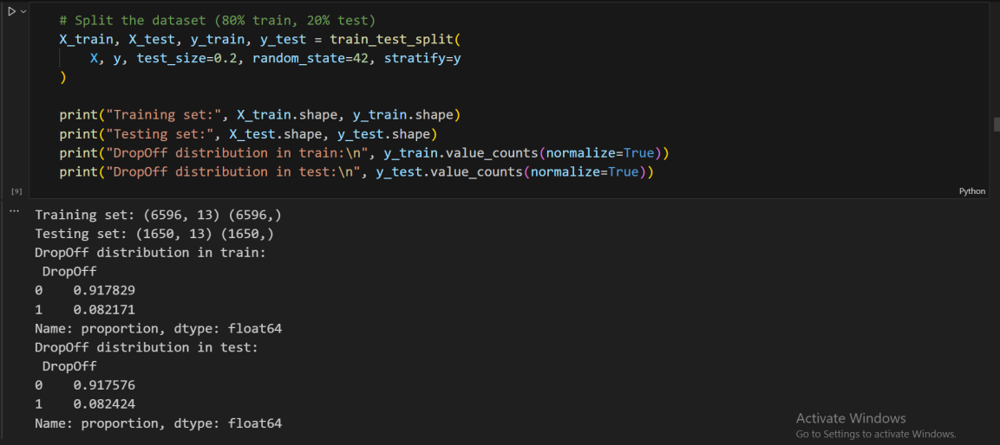 # Split the dataset (80% train, 20% test)
X_train, X_test, y_train, y_test = train_test_split(
    X, y, test_size=0.2, random_state=42, stratify=y
)
print("Training set:", X_train.shape, y_train.shape)
print("Testing set:", X_test.shape, y_test.shape)
print("DropOff distribution in train:\n", y_train.value_counts(normalize=True))
print("DropOff distribution in test:\n", y_test.value_counts(normalize=True))
[9]
Python
...
Training set: (6596, 13) (6596,)
Testing set: (1650, 13) (1650,)
DropOff distribution in train:
 DropOff
0    0.917829
1    0.082171
Name: proportion, dtype: float64
DropOff distribution in test:
 DropOff
0    0.917576
1    0.082424
Name: proportion, dtype: float64
Activate Windows
Go to Settings to activate Windows.